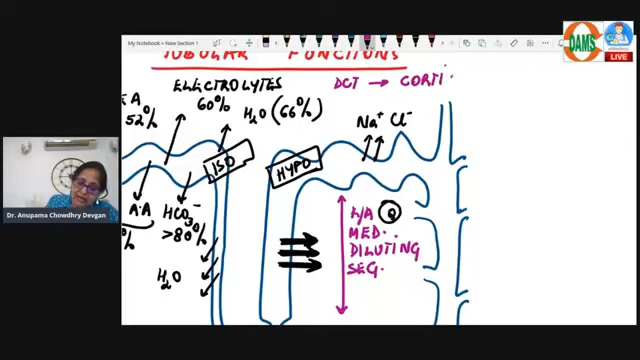 My Notebook > New Section 1
TUBULAR FUNCTIONS
ELECTROLYTES
60%
H2O (66%)
DCT → CORTI
EA
52%
Na+ Cl-
ISO
HYPO
A.A
HCO3-
>80%
%
H2O
K/A
MED..
DILUTING
SEG.
DAMS
LIVE
Dr. Anupama Chowdhry Devgan